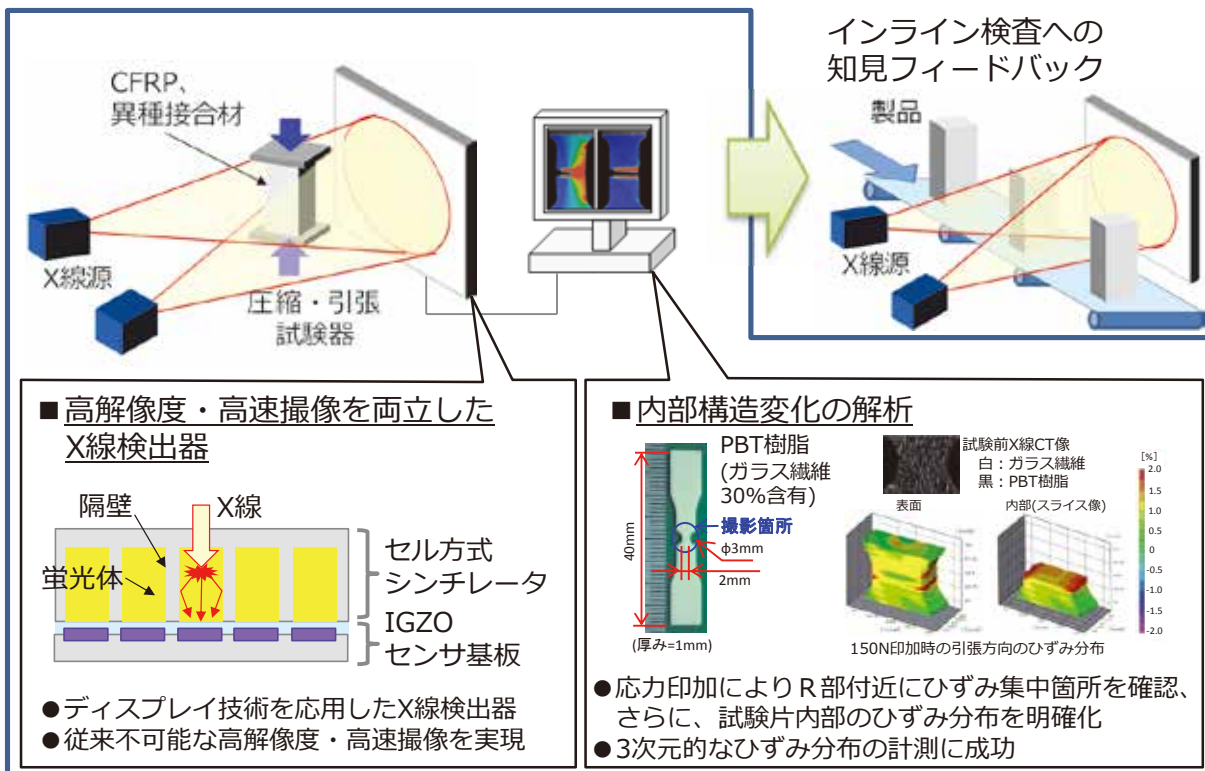 インライン検査への
知見フィードバック
CFRP、
異種接合材
X線源
圧縮・引張
試験器
製品
X線源
■高解像度・高速撮像を両立した
X線検出器
隔壁
X線
蛍光体
セル方式
シンチレータ
IGZO
センサ基板
●ディスプレイ技術を応用したX線検出器
●従来不可能な高解像度・高速撮像を実現
■内部構造変化の解析
PBT樹脂
(ガラス繊維
30%含有)
撮影箇所
40mm
φ3mm
2mm
(厚み=1mm)
試験前X線CT像
白：ガラス繊維
黒：PBT樹脂
表面
内部(スライス像)
[%]
2.0
1.5
1.0
0.5
0
-0.5
-1.0
-1.5
-2.0
150N印加時の引張方向のひずみ分布
●応力印加によりR部付近にひずみ集中箇所を確認、
さらに、試験片内部のひずみ分布を明確化
●3次元的なひずみ分布の計測に成功